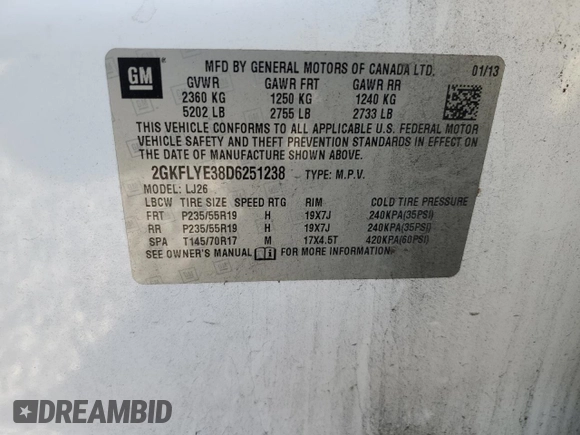 GM
MFD BY GENERAL MOTORS OF CANADA LTD. 01/13
GVWR GAWR FRT GAWR RR
2360 KG 1250 KG 1240 KG
5202 LB 2755 LB 2733 LB
THIS VEHICLE CONFORMS TO ALL APPLICABLE U.S. FEDERAL MOTOR
VEHICLE SAFETY AND THEFT PREVENTION STANDARDS IN EFFECT ON
THE DATE OF MANUFACTURE SHOWN ABOVE.
2GKFLYE38D6251238 TYPE: M.P.V.
MODEL: LJ26
LBCW TIRE SIZE SPEED RTG RIM COLD TIRE PRESSURE
FRT P235/55R19 H 19X7J 240KPA(35PSI)
RR P235/55R19 H 19X7J 240KPA(35PSI)
SPA T145/70R17 M 17X4.5T 420KPA(60PSI)
SEE OWNER'S MANUAL FOR MORE INFORMATION.
DREAMBID